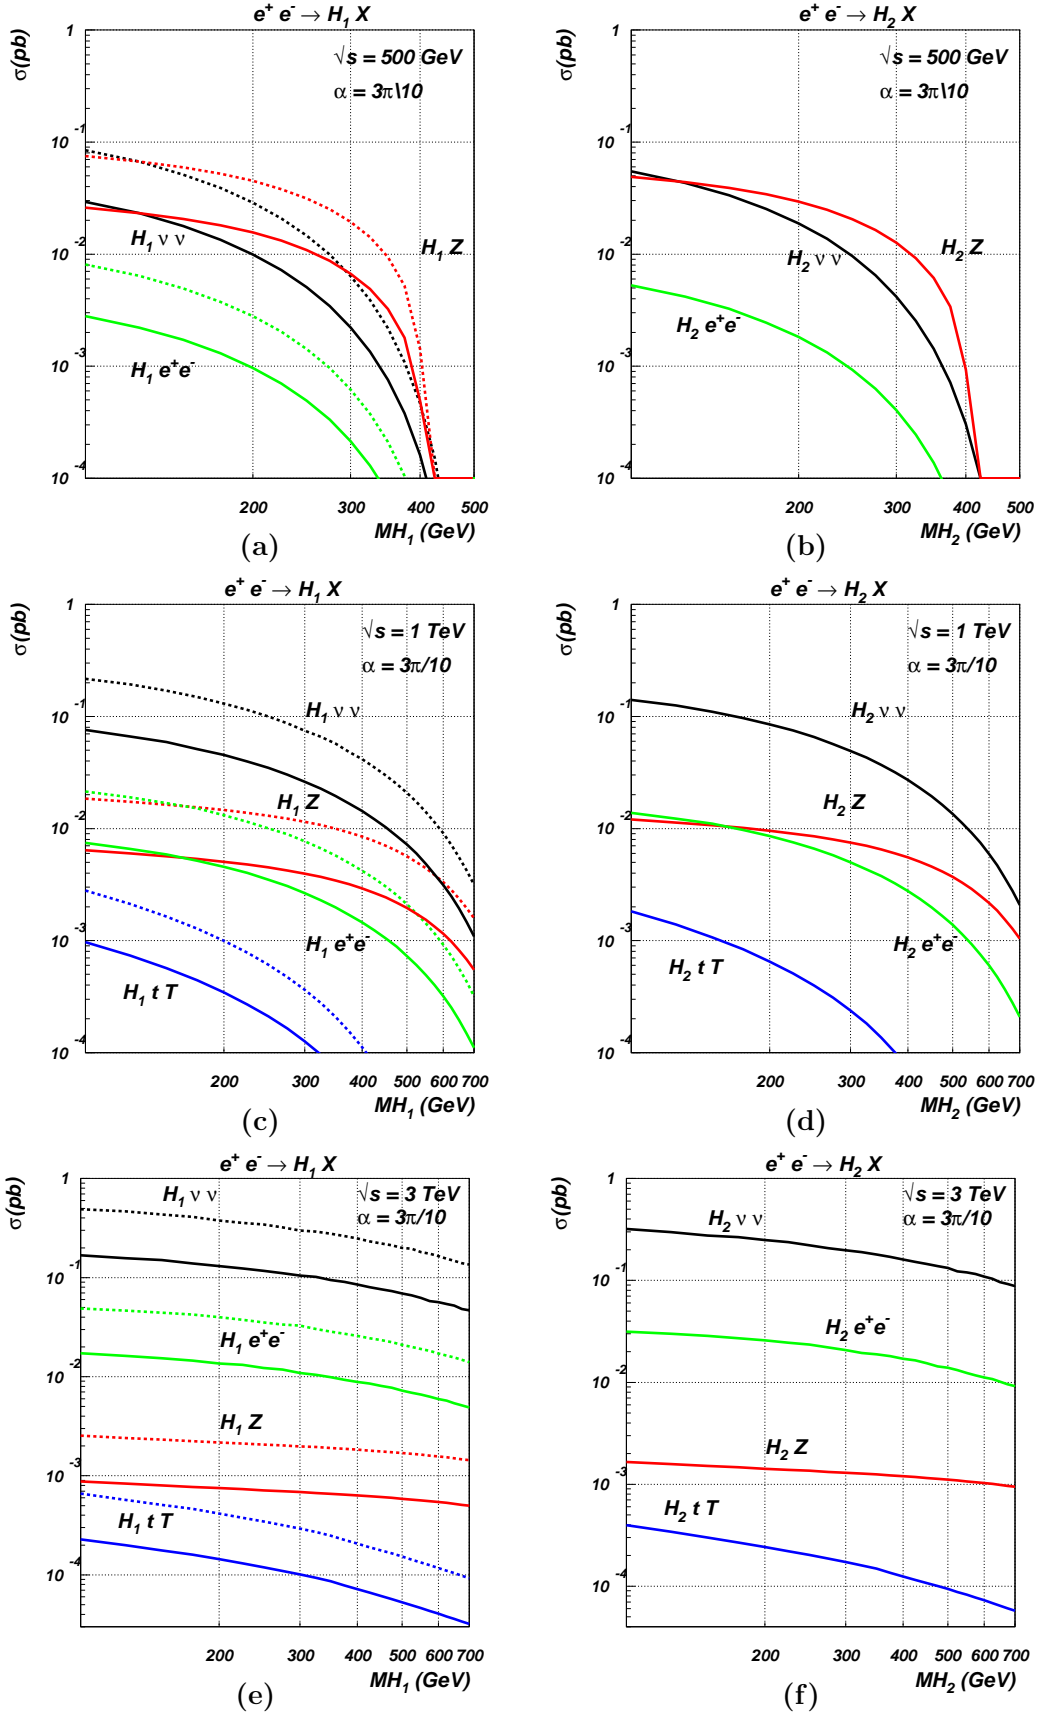 e⁺ e⁻ → H₁ X
σ(pb)
√s = 500 GeV
α = 3π\10
1
10⁻¹
10⁻²
10⁻³
10⁻⁴
H₁ ν ν
H₁ Z
H₁ e⁺e⁻
200 300 400 500
MH₁ (GeV)
(a)
e⁺ e⁻ → H₂ X
σ(pb)
√s = 500 GeV
α = 3π\10
1
10⁻¹
10⁻²
10⁻³
10⁻⁴
H₂ ν ν
H₂ Z
H₂ e⁺e⁻
200 300 400 500
MH₂ (GeV)
(b)
e⁺ e⁻ → H₁ X
σ(pb)
√s = 1 TeV
α = 3π/10
1
10⁻¹
10⁻²
10⁻³
10⁻⁴
H₁ ν ν
H₁ Z
H₁ e⁺e⁻
H₁ t T
200 300 400 500 600 700
MH₁ (GeV)
(c)
e⁺ e⁻ → H₂ X
σ(pb)
√s = 1 TeV
α = 3π/10
1
10⁻¹
10⁻²
10⁻³
10⁻⁴
H₂ ν ν
H₂ Z
H₂ e⁺e⁻
H₂ t T
200 300 400 500 600 700
MH₂ (GeV)
(d)
e⁺ e⁻ → H₁ X
σ(pb)
√s = 3 TeV
α = 3π/10
1
10⁻¹
10⁻²
10⁻³
10⁻⁴
H₁ ν ν
H₁ e⁺e⁻
H₁ Z
H₁ t T
200 300 400 500 600 700
MH₁ (GeV)
(e)
e⁺ e⁻ → H₂ X
σ(pb)
√s = 3 TeV
α = 3π/10
1
10⁻¹
10⁻²
10⁻³
10⁻⁴
H₂ ν ν
H₂ e⁺e⁻
H₂ Z
H₂ t T
200 300 400 500 600 700
MH₂ (GeV)
(f)